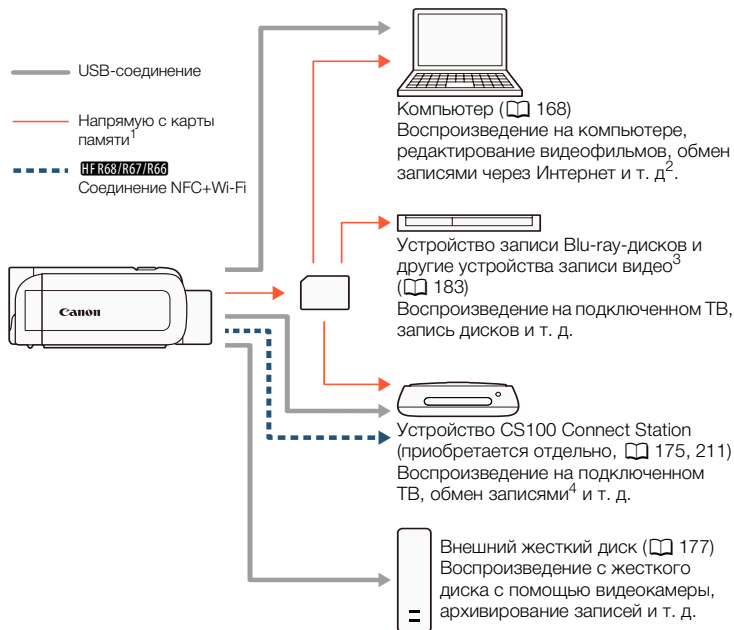 USB-соединение
Напрямую с карты
памяти1
HF R68/R67/R66
Соединение NFC+Wi-Fi
Canon
Компьютер (168)
Воспроизведение на компьютере,
редактирование видеофильмов, обмен
записями через Интернет и т. д2.
Устройство записи Blu-ray-дисков и
другие устройства записи видео3
(183)
Воспроизведение на подключенном ТВ,
запись дисков и т. д.
Устройство CS100 Connect Station
(приобретается отдельно, 175, 211)
Воспроизведение на подключенном
ТВ, обмен записями4 и т. д.
Внешний жесткий диск (177)
Воспроизведение с жесткого
диска с помощью видеокамеры,
архивирование записей и т. д.